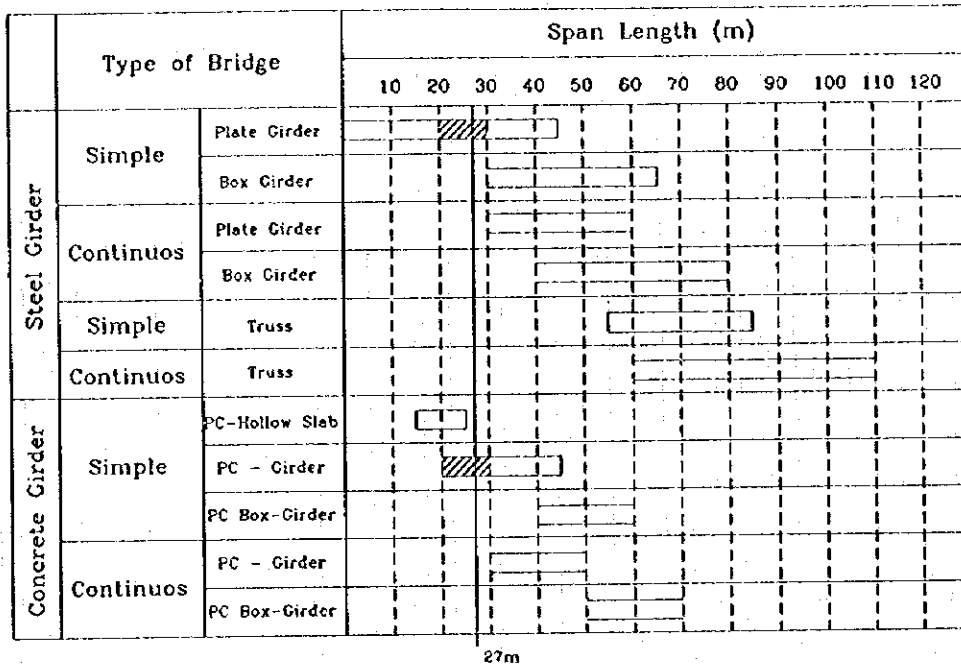 Type of Bridge
Span Length (m)
10 20 30 40 50 60 70 80 90 100 110 120
Steel Girder
Simple
Plate Girder
Box Girder
Continuos
Plate Girder
Box Girder
Simple
Truss
Continuos
Truss
Concrete Girder
Simple
PC-Hollow Slab
PC - Girder
PC Box-Girder
Continuos
PC - Girder
PC Box-Girder
27m